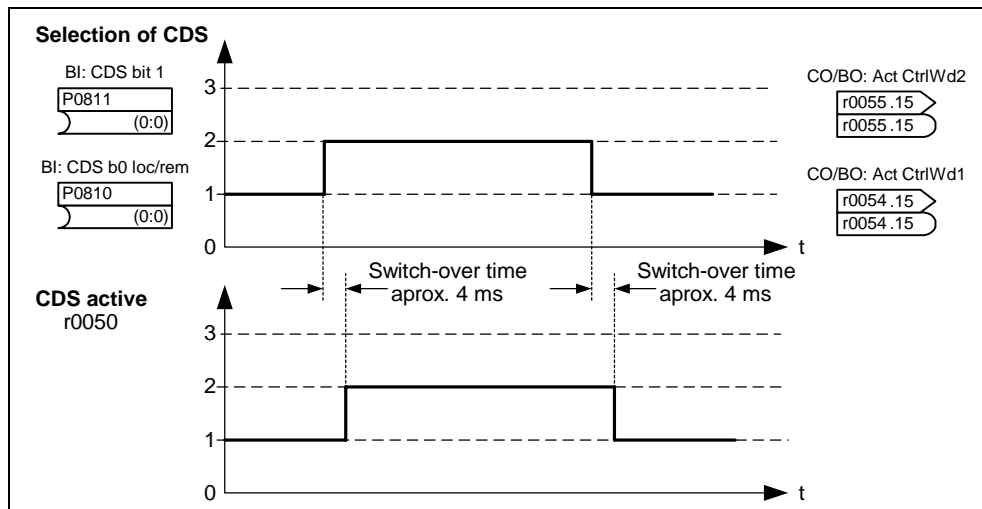 Selection of CDS
BI: CDS bit 1
P0811
(0:0)
BI: CDS b0 loc/rem
P0810
(0:0)
3
2
1
0
t
CO/BO: Act CtrlWd2
r0055 .15
r0055 .15
CO/BO: Act CtrlWd1
r0054 .15
r0054 .15
Switch-over time
aprox. 4 ms
Switch-over time
aprox. 4 ms
CDS active
r0050
3
2
1
0
t